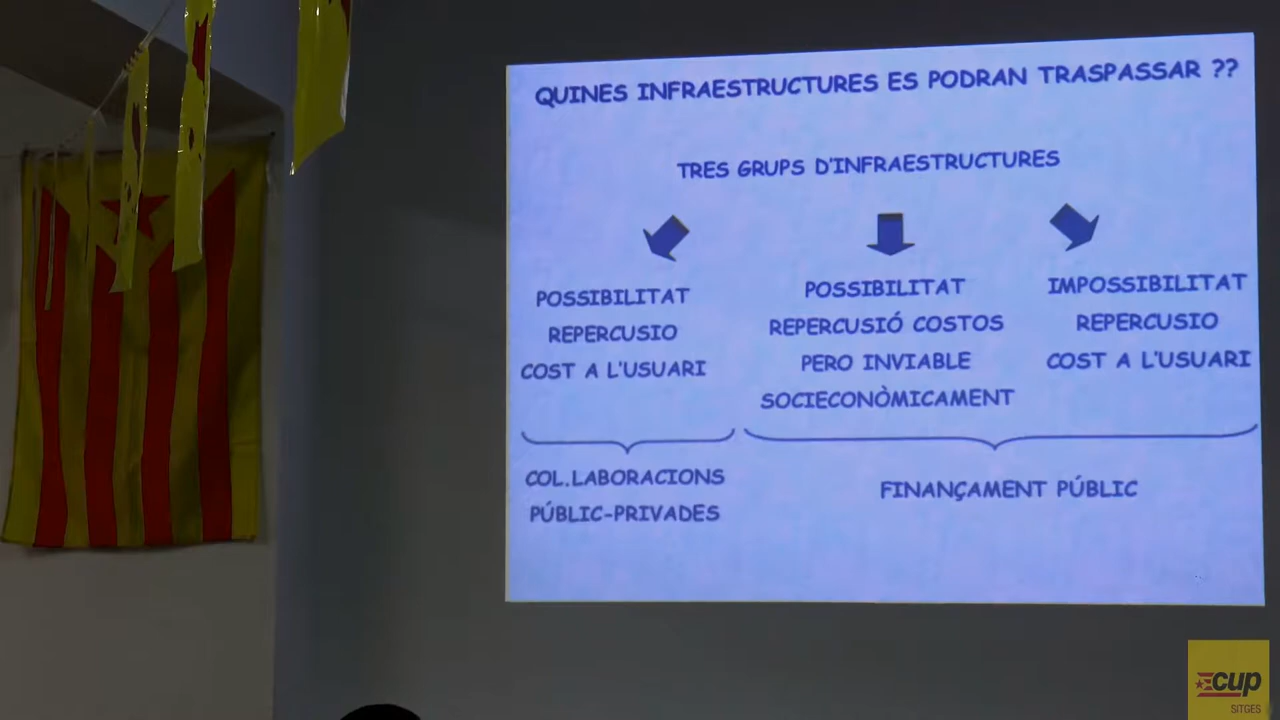 QUINES INFRAESTRUCTURES ES PODRAN TRASPASSAR ??
TRES GRUPS D'INFRAESTRUCTURES
POSSIBILITAT
REPERCUSIO
COST A L'USUARI
POSSIBILITAT
REPERCUSIÓ COSTOS
PERO INVIABLE
SOCIECONÒMICAMENT
IMPOSSIBILITAT
REPERCUSIO
COST A L'USUARI
COL.LABORACIONS
PÚBLIC-PRIVADES
FINANÇAMENT PÚBLIC
cup
SITGES